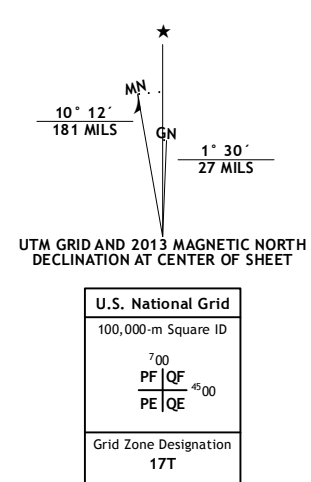 ★
MN
10° 12´
181 MILS
GN
1° 30´
27 MILS
UTM GRID AND 2013 MAGNETIC NORTH
DECLINATION AT CENTER OF SHEET
U.S. National Grid
100,000-m Square ID
700
PF QF
4500
PE QE
Grid Zone Designation
17T